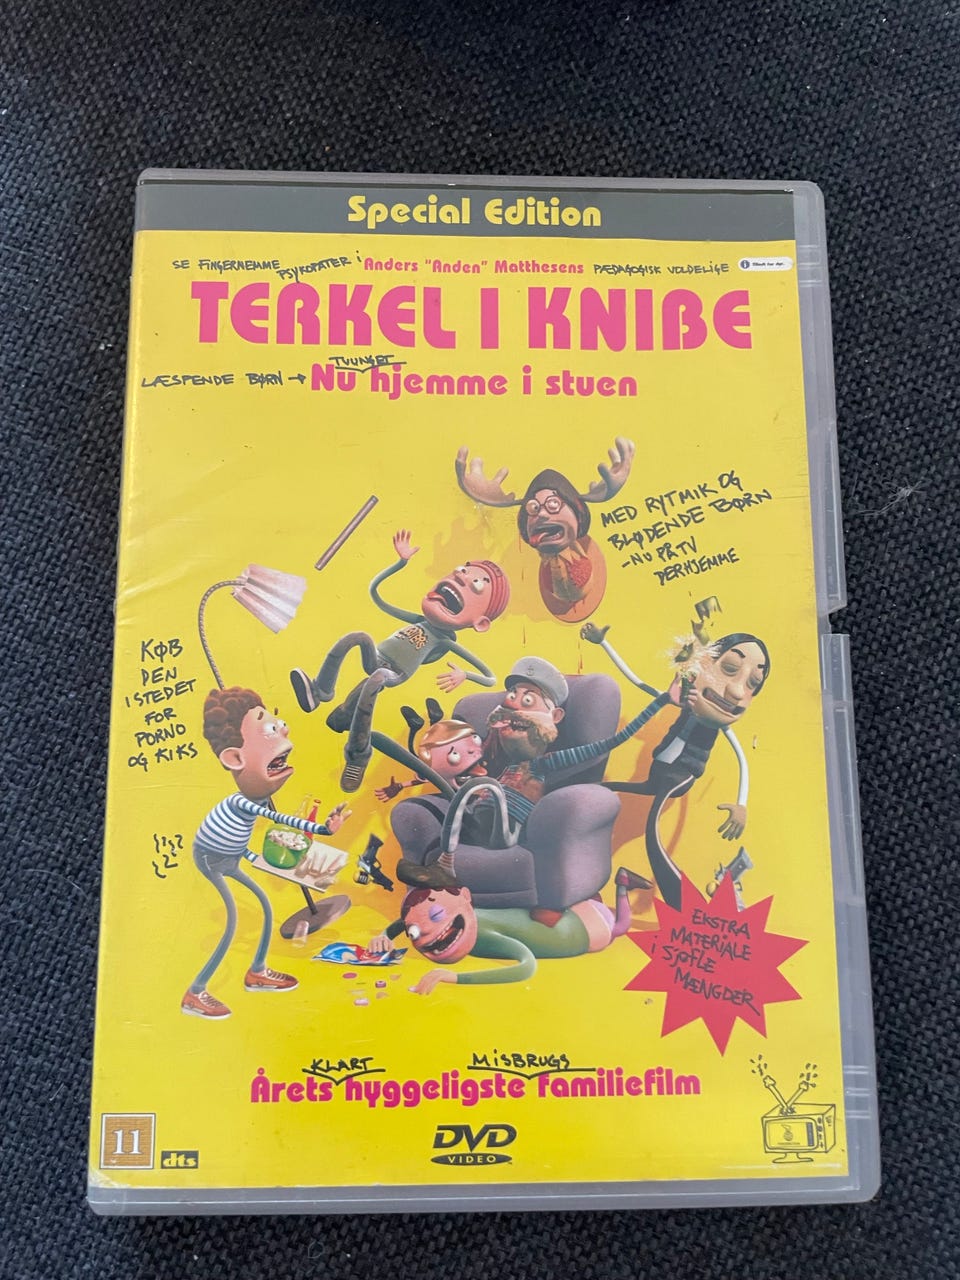 Special Edition
SE FINGERNEMME PSYKOPATER i Anders "Anden" Matthesens PÆDAGOGISK VOLDELIGE
TERKEL I KNIBE
TVUNGET
LÆSPENDE BØRN → Nu hjemme i stuen
MED RYTMIK OG
BLØDENDE BØRN
-NU PÅ TV
DERHJEMME
KØB
DEN
ISTEDET
FOR
PORNO
OG KIKS
EKSTRA
MATERIALE
i SJOFLE
MÆNGDER
KLART MISBRUGS
Årets hyggeligste familiefilm
11
dts
DVD
VIDEO